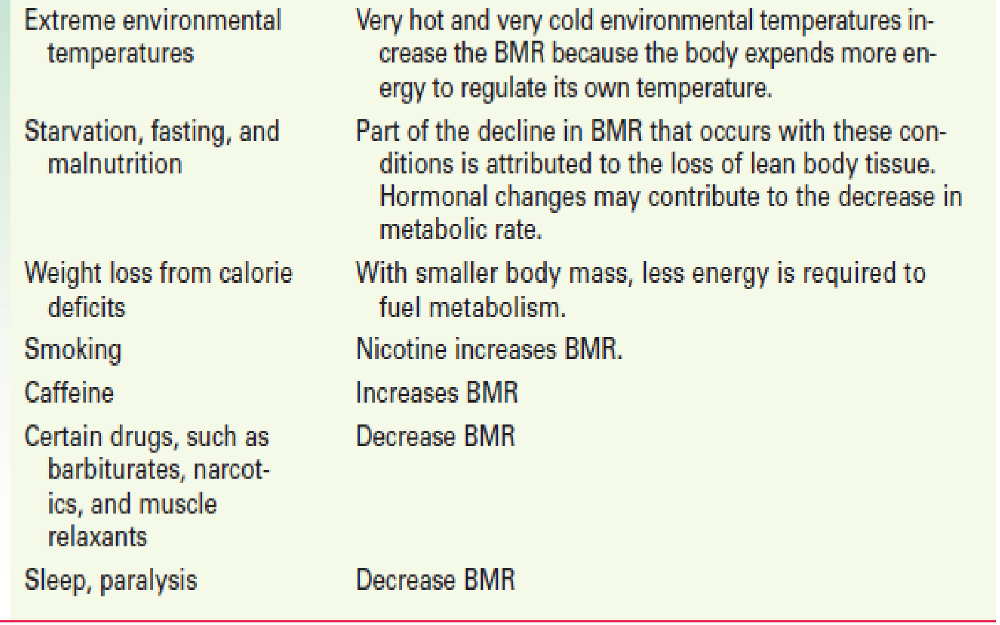 Extreme environmental
temperatures
Very hot and very cold environmental temperatures in-
crease the BMR because the body expends more en-
ergy to regulate its own temperature.
Starvation, fasting, and
malnutrition
Part of the decline in BMR that occurs with these con-
ditions is attributed to the loss of lean body tissue.
Hormonal changes may contribute to the decrease in
metabolic rate.
Weight loss from calorie
deficits
With smaller body mass, less energy is required to
fuel metabolism.
Smoking
Nicotine increases BMR.
Caffeine
Increases BMR
Certain drugs, such as
barbiturates, narcot-
ics, and muscle
relaxants
Decrease BMR
Sleep, paralysis
Decrease BMR